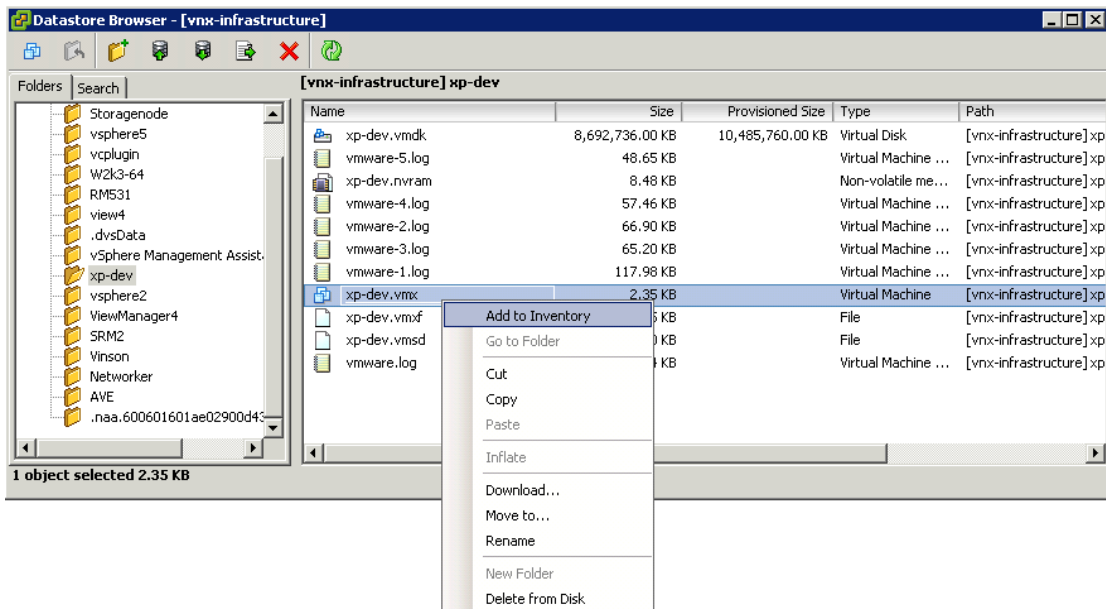 Datastore Browser - [vnx-infrastructure]
Folders Search [vnx-infrastructure] xp-dev
Storagenode
vsphere5
vcplugin
W2k3-64
RM531
view4
.dvsData
vSphere Management Assist
xp-dev
vsphere2
ViewManager4
SRM2
Vinson
Networker
AVE
.naa.600601601ae02900d43
Name Size Provisioned Size Type Path
xp-dev.vmdk 8,692,736.00 KB 10,485,760.00 KB Virtual Disk [vnx-infrastructure] xp
vmware-5.log 48.65 KB Virtual Machine ... [vnx-infrastructure] xp
xp-dev.nvram 8.48 KB Non-volatile me... [vnx-infrastructure] xp
vmware-4.log 57.46 KB Virtual Machine ... [vnx-infrastructure] xp
vmware-2.log 66.90 KB Virtual Machine ... [vnx-infrastructure] xp
vmware-3.log 65.20 KB Virtual Machine ... [vnx-infrastructure] xp
vmware-1.log 117.98 KB Virtual Machine ... [vnx-infrastructure] xp
xp-dev.vmx 2.35 KB Virtual Machine [vnx-infrastructure] xp
xp-dev.vmxf KB File [vnx-infrastructure] xp
xp-dev.vmsd KB File [vnx-infrastructure] xp
vmware.log KB Virtual Machine ... [vnx-infrastructure] xp
Add to Inventory
Go to Folder
Cut
Copy
Paste
Inflate
Download...
Move to...
Rename
New Folder
Delete from Disk
1 object selected 2.35 KB